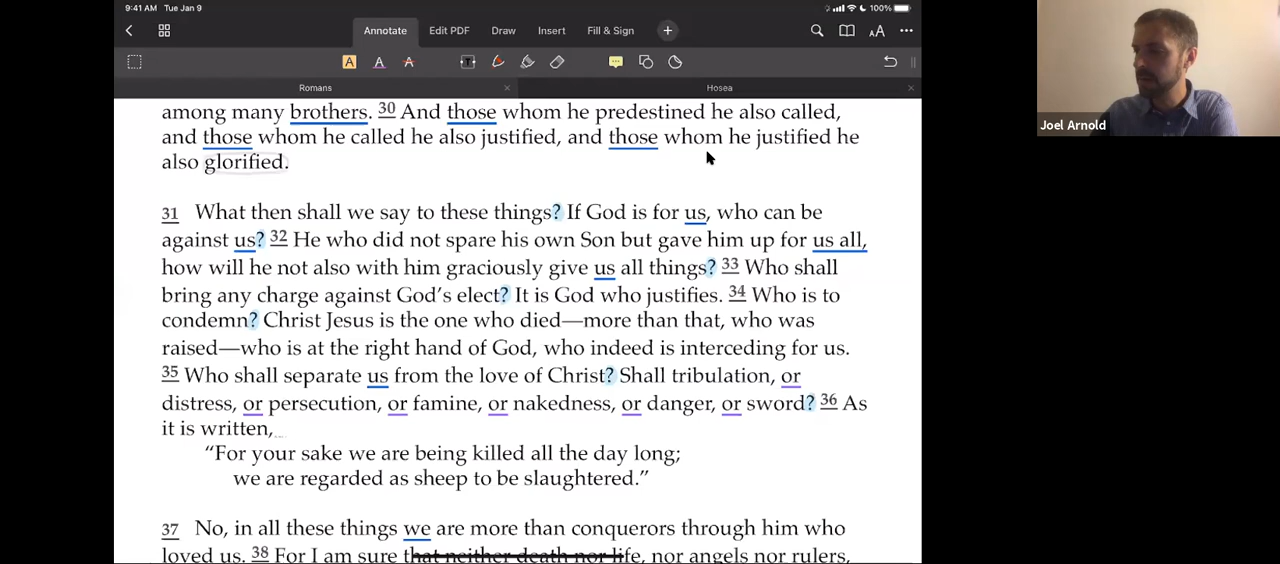 9:41 AM Tue Jan 9 100%
Annotate Edit PDF Draw Insert Fill & Sign
Romans Hosea
among many brothers. 30 And those whom he predestined he also called,
and those whom he called he also justified, and those whom he justified he
also glorified.
31 What then shall we say to these things? If God is for us, who can be
against us? 32 He who did not spare his own Son but gave him up for us all,
how will he not also with him graciously give us all things? 33 Who shall
bring any charge against God’s elect? It is God who justifies. 34 Who is to
condemn? Christ Jesus is the one who died—more than that, who was
raised—who is at the right hand of God, who indeed is interceding for us.
35 Who shall separate us from the love of Christ? Shall tribulation, or
distress, or persecution, or famine, or nakedness, or danger, or sword? 36 As
it is written,
“For your sake we are being killed all the day long;
we are regarded as sheep to be slaughtered.”
37 No, in all these things we are more than conquerors through him who
loved us. 38 For I am sure that neither death nor life, nor angels nor rulers,
Joel Arnold